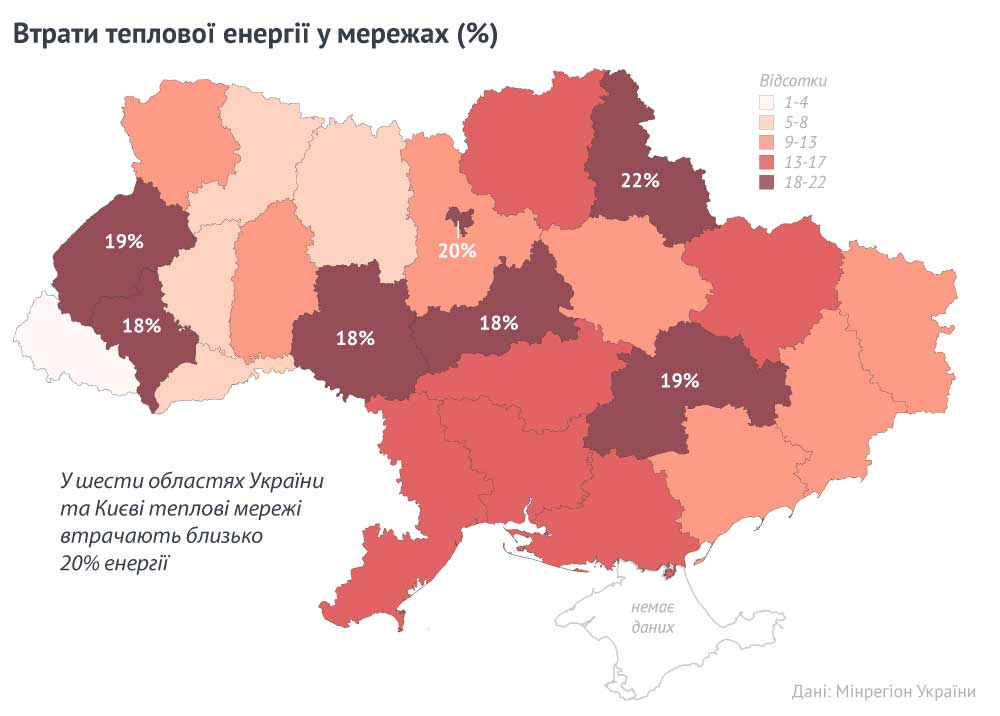 Втрати теплової енергії у мережах (%)
Відсотки
1-4
5-8
9-13
13-17
18-22
22%
19%
20%
18%
18%
18%
19%
У шести областях України
та Києві теплові мережі
втрачають близько
20% енергії
немає
даних
Дані: Мінрегіон України